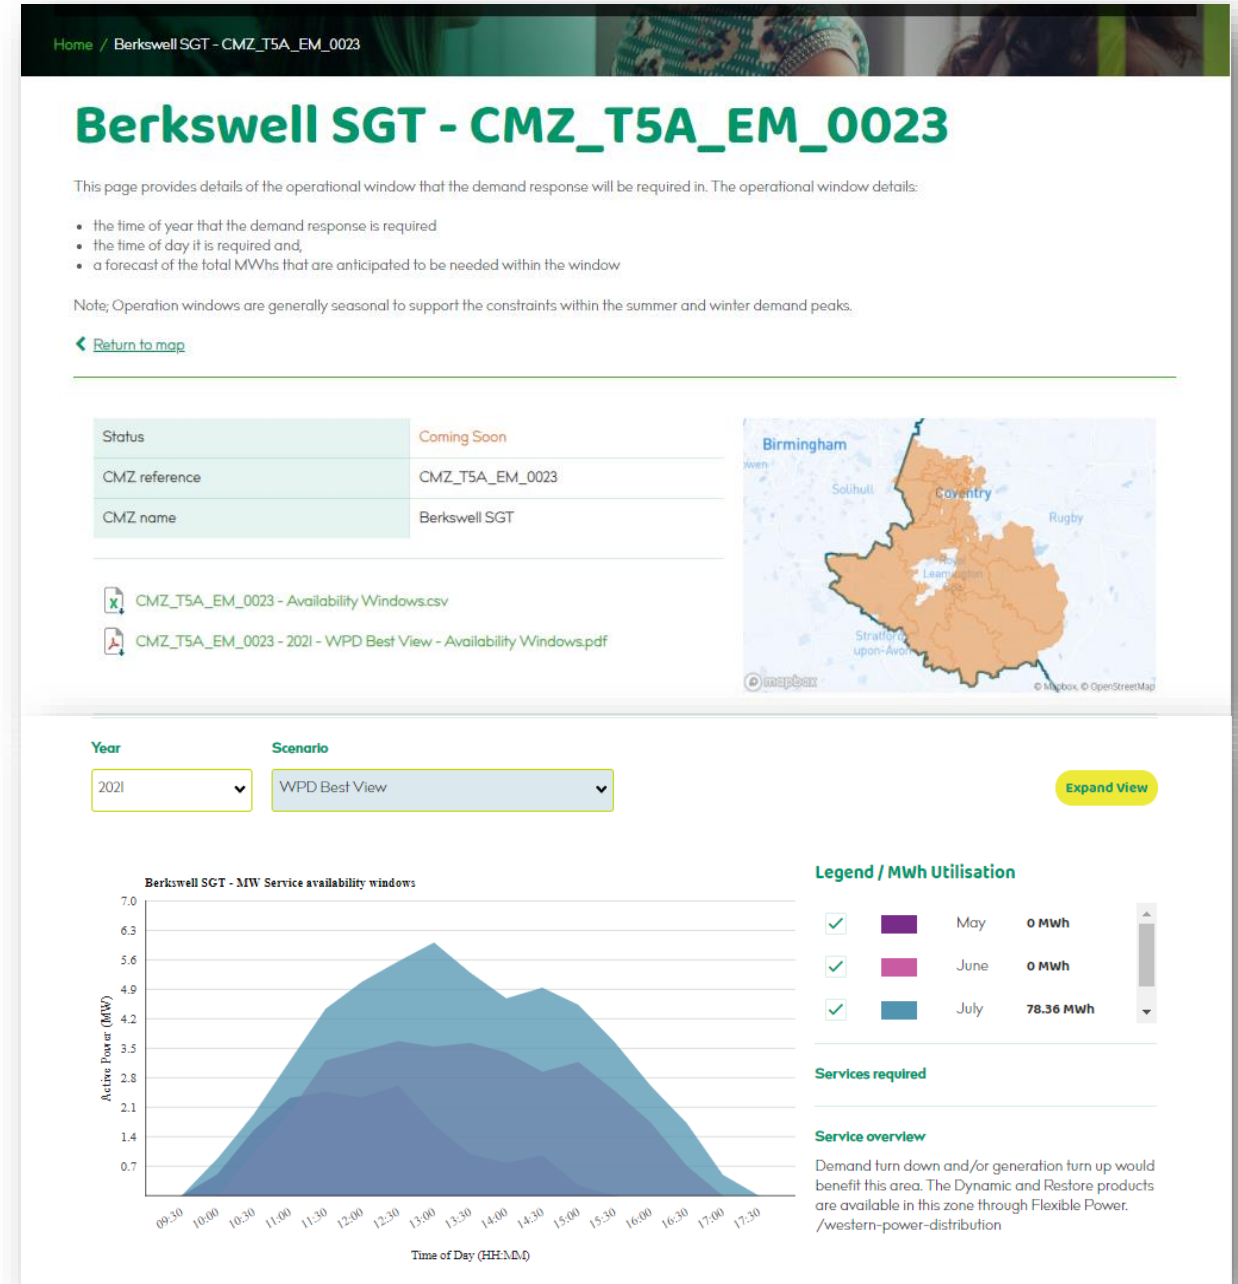 Home / Berkswell SGT - CMZ_T5A_EM_0023
Berkswell SGT - CMZ_T5A_EM_0023
This page provides details of the operational window that the demand response will be required in. The operational window details:
• the time of year that the demand response is required
• the time of day it is required and,
• a forecast of the total MWhs that are anticipated to be needed within the window
Note; Operation windows are generally seasonal to support the constraints within the summer and winter demand peaks.
Return to map
Status Coming Soon
CMZ reference CMZ_T5A_EM_0023
CMZ name Berkswell SGT
CMZ_T5A_EM_0023 - Availability Windows.csv
CMZ_T5A_EM_0023 - 2021 - WPD Best View - Availability Windows.pdf
Birmingham
Solihull
Coventry
Rugby
Royal
Leamington
Spa
Stratford-
upon-Avon
mapbox
© Mapbox, © OpenStreetMap
Year Scenario
2021 WPD Best View
Expand View
Berkswell SGT - MW Service availability windows
7.0
6.3
5.6
4.9
4.2
3.5
2.8
2.1
1.4
0.7
Active Power (MW)
09:30 10:00 10:30 11:00 11:30 12:00 12:30 13:00 13:30 14:00 14:30 15:00 15:30 16:00 16:30 17:00 17:30
Time of Day (HH:MM)
Legend / MWh Utilisation
May 0 MWh
June 0 MWh
July 78.36 MWh
Services required
Service overview
Demand turn down and/or generation turn up would
benefit this area. The Dynamic and Restore products
are available in this zone through Flexible Power.
/western-power-distribution